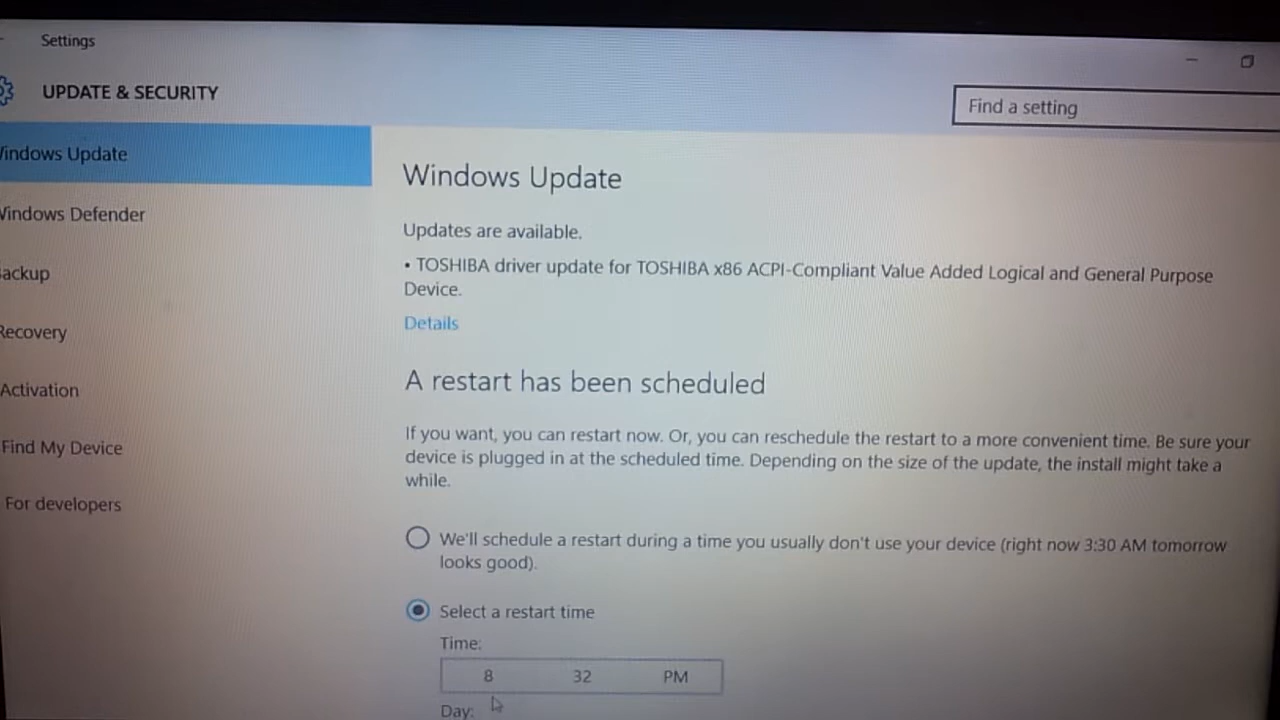 Settings
UPDATE & SECURITY
Find a setting
Windows Update
Windows Defender
Backup
Recovery
Activation
Find My Device
For developers
Windows Update
Updates are available.
• TOSHIBA driver update for TOSHIBA x86 ACPI-Compliant Value Added Logical and General Purpose
Device.
Details
A restart has been scheduled
If you want, you can restart now. Or, you can reschedule the restart to a more convenient time. Be sure your
device is plugged in at the scheduled time. Depending on the size of the update, the install might take a
while.
We'll schedule a restart during a time you usually don't use your device (right now 3:30 AM tomorrow
looks good).
Select a restart time
Time:
8 32 PM
Day: